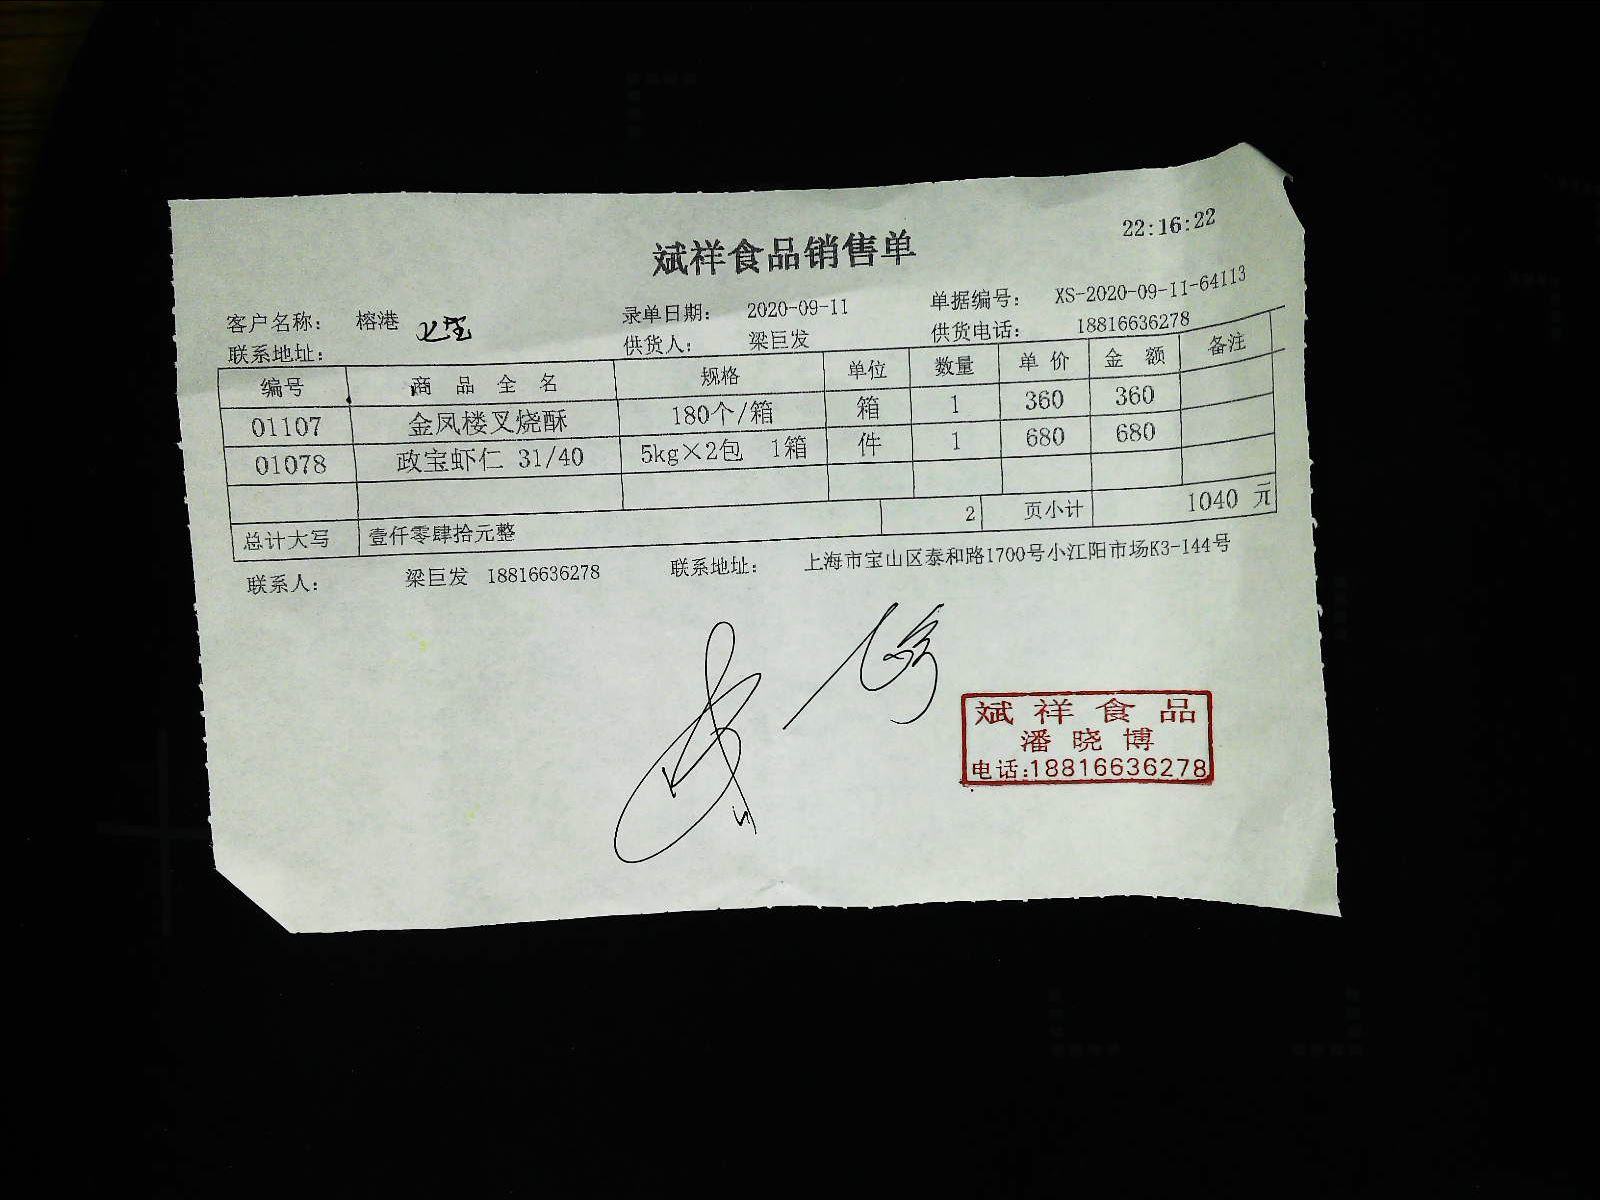 22:16:22
斌祥食品销售单
客户名称: 榕港 录单日期: 2020-09-11 单据编号: XS-2020-09-11-64113
联系地址: 供货人: 梁巨发 供货电话: 18816636278
编号 商品全名 规格 单位 数量 单价 金额 备注
01107 金凤楼叉烧酥 180个/箱 箱 1 360 360
01078 政宝虾仁 31/40 5kg×2包 1箱 件 1 680 680
总计大写 壹仟零肆拾元整 2 页小计 1040 元
联系人: 梁巨发 18816636278 联系地址: 上海市宝山区泰和路1700号小江阳市场K3-144号
斌祥食品
潘晓博
电话:18816636278